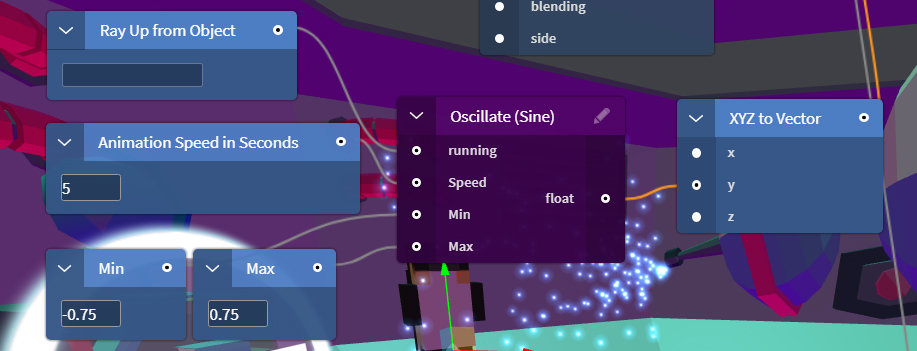 blending
side
Ray Up from Object
Oscillate (Sine)
XYZ to Vector
Animation Speed in Seconds
running
x
5
Speed
float
y
Min
z
Max
Min
Max
-0.75
0.75